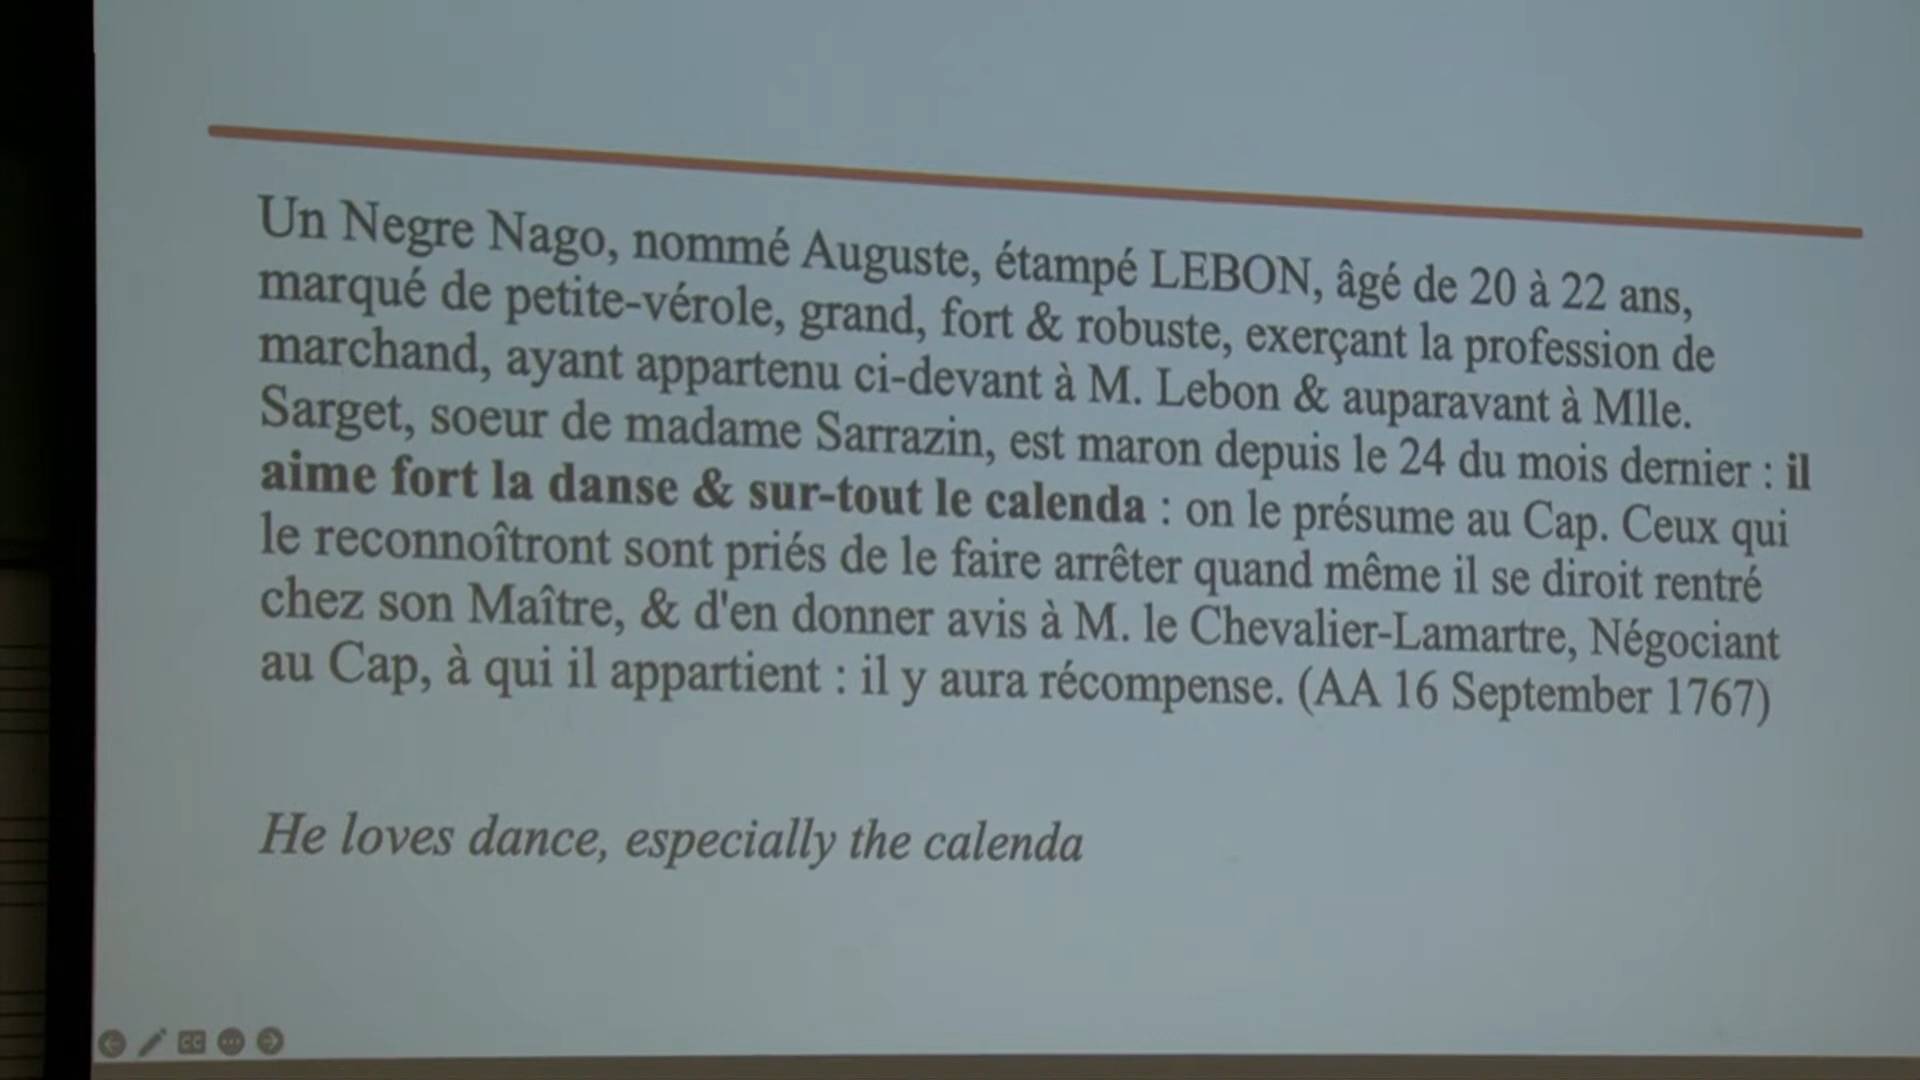 Un Negre Nago, nommé Auguste, étampé LEBON, âgé de 20 à 22 ans,
marqué de petite-vérole, grand, fort & robuste, exerçant la profession de
marchand, ayant appartenu ci-devant à M. Lebon & auparavant à Mlle.
Sarget, soeur de madame Sarrazin, est maron depuis le 24 du mois dernier : il
aime fort la danse & sur-tout le calenda : on le présume au Cap. Ceux qui
le reconnoîtront sont priés de le faire arrêter quand même il se diroit rentré
chez son Maître, & d'en donner avis à M. le Chevalier-Lamartre, Négociant
au Cap, à qui il appartient : il y aura récompense. (AA 16 September 1767)
He loves dance, especially the calenda
CC